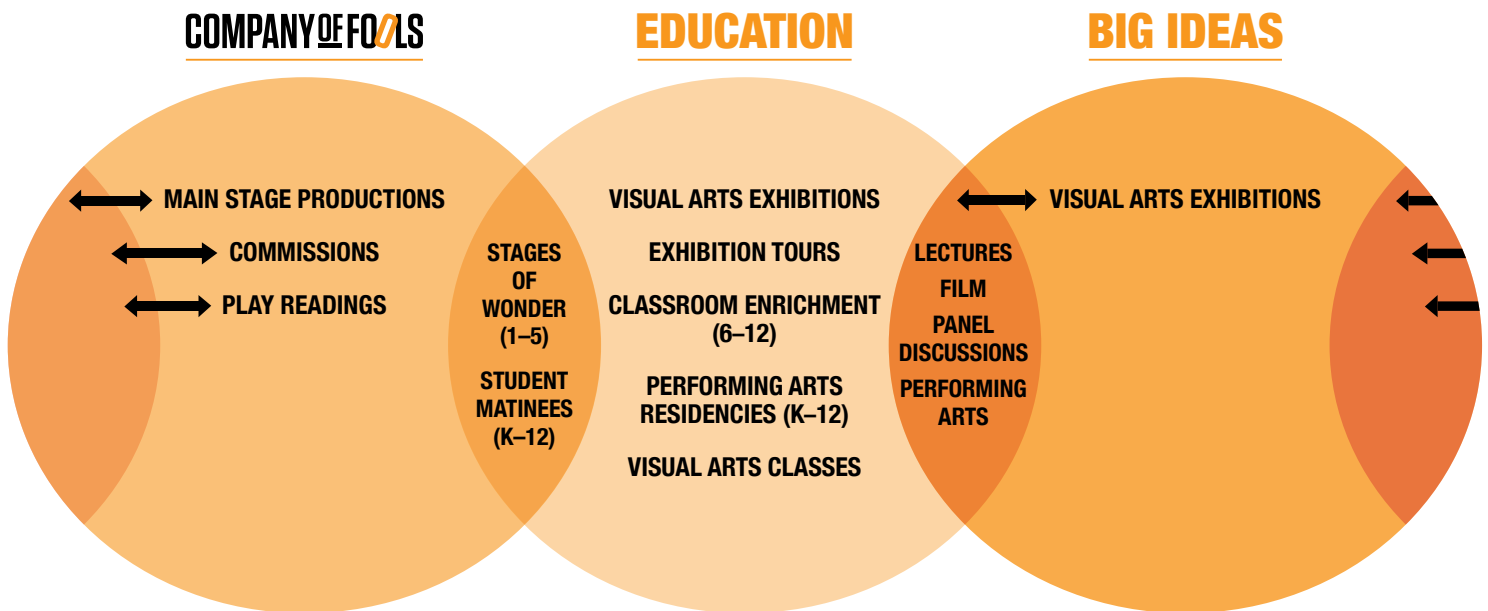 COMPANY OF FOOLS
MAIN STAGE PRODUCTIONS
COMMISSIONS
PLAY READINGS
STAGES
OF
WONDER
(1–5)
STUDENT
MATINEES
(K–12)
EDUCATION
VISUAL ARTS EXHIBITIONS
EXHIBITION TOURS
CLASSROOM ENRICHMENT
(6–12)
PERFORMING ARTS
RESIDENCIES (K–12)
VISUAL ARTS CLASSES
LECTURES
FILM
PANEL
DISCUSSIONS
PERFORMING
ARTS
BIG IDEAS
VISUAL ARTS EXHIBITIONS